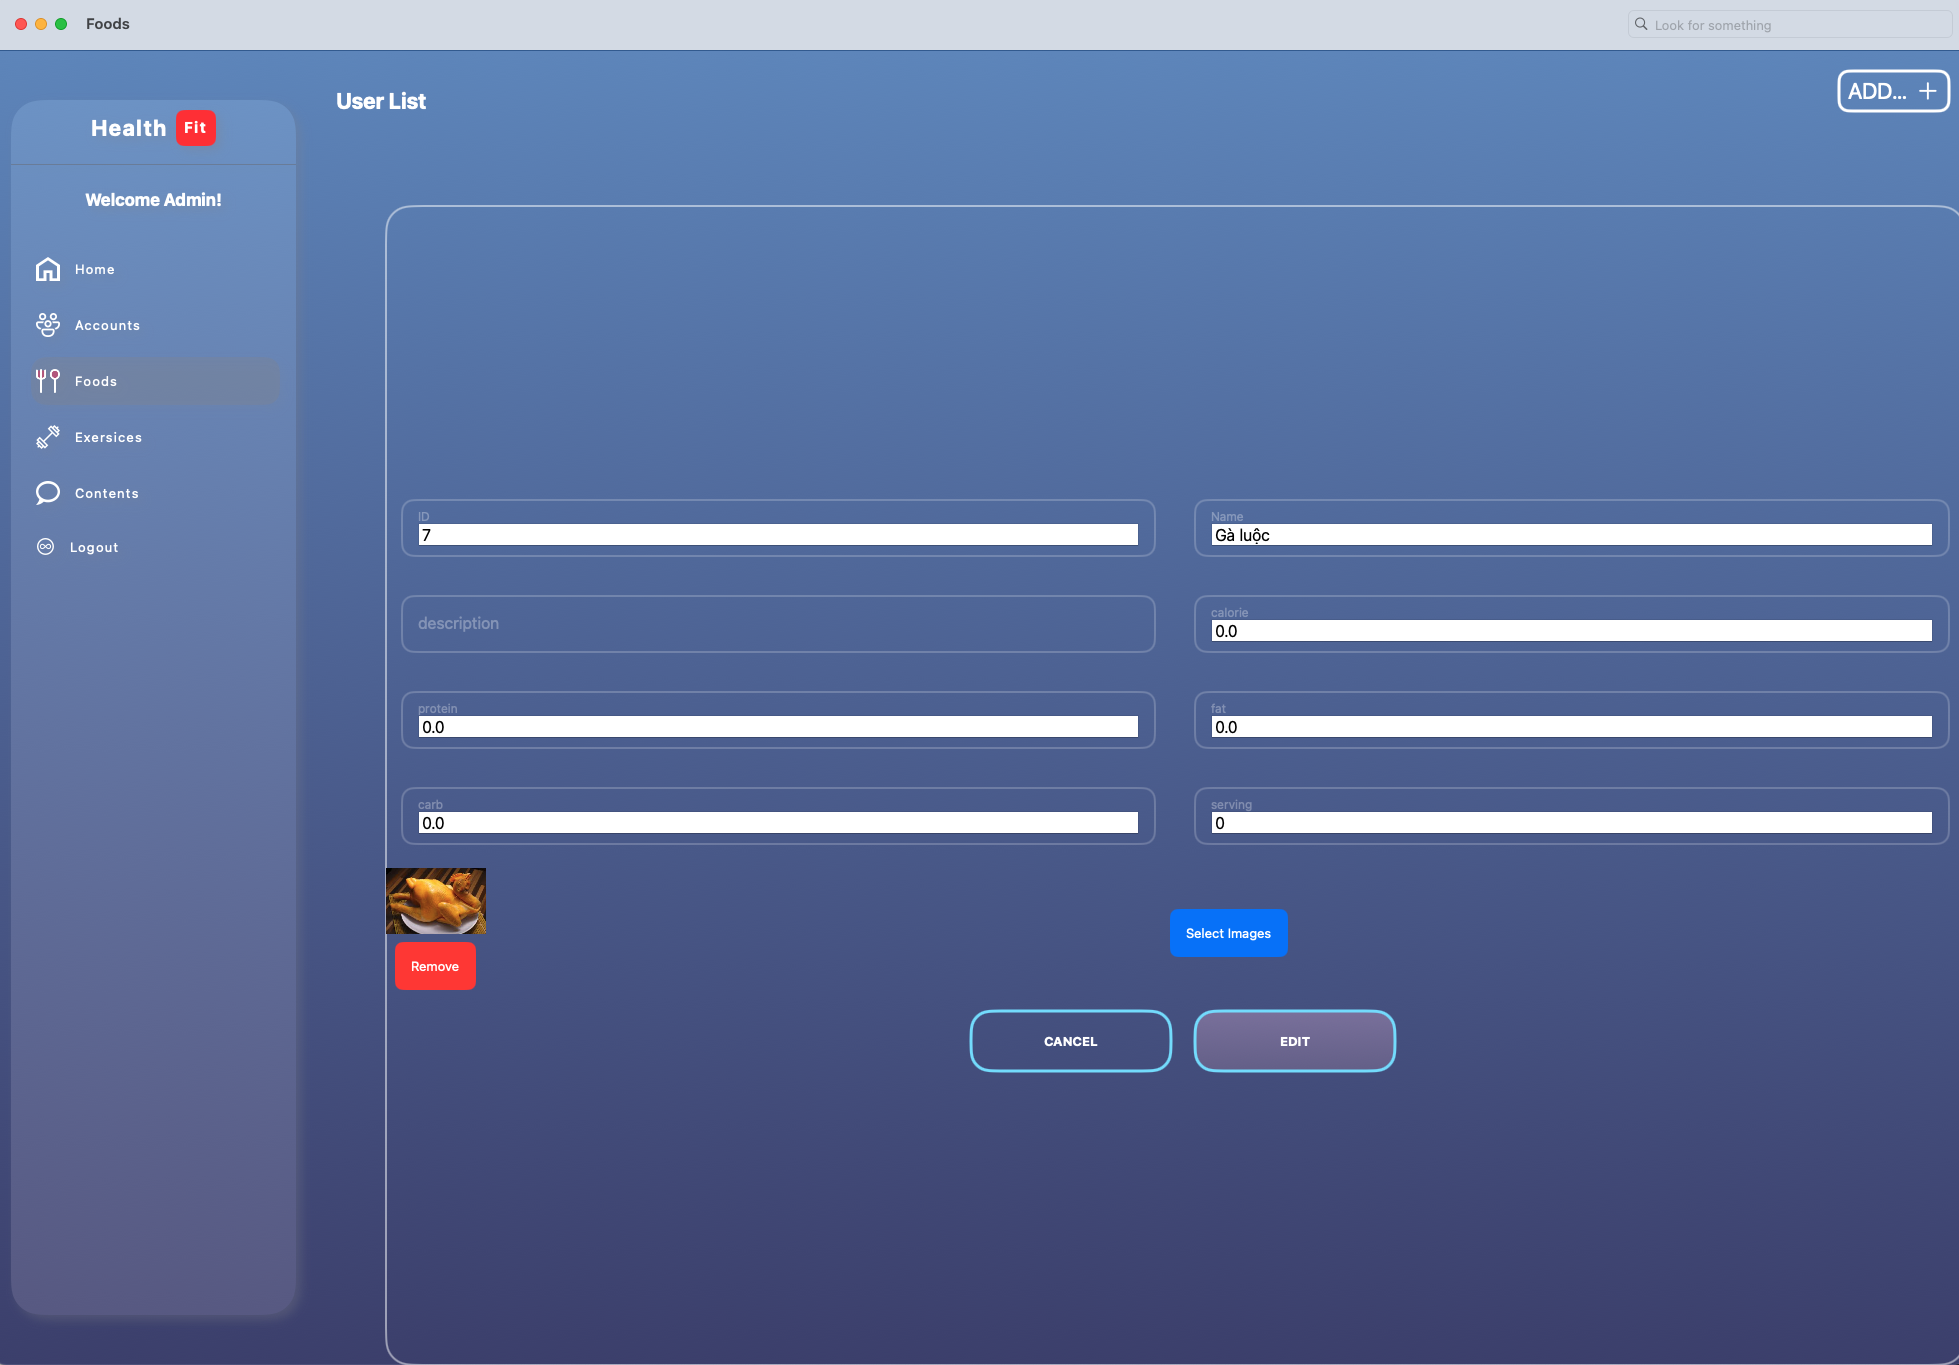 Foods
Look for something
User List
ADD...
Health Fit
Welcome Admin!
Home
Accounts
Foods
Exersices
Contents
Logout
ID
7
Name
Gà luộc
description
calorie
0.0
protein
0.0
fat
0.0
carb
0.0
serving
0
Remove
Select Images
CANCEL
EDIT